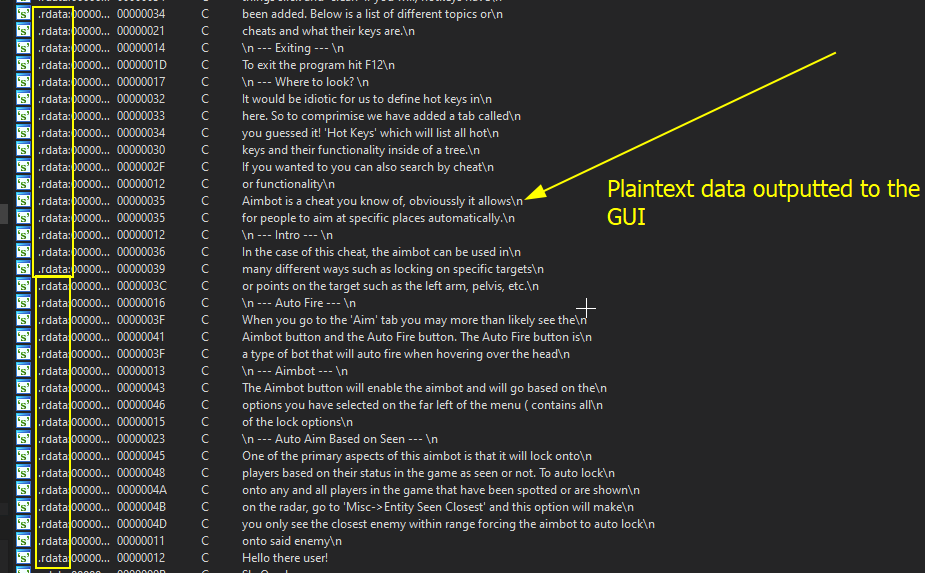 .rdata:00000... 00000034 C been added. Below is a list of different topics or\n
.rdata:00000... 00000021 C cheats and what their keys are.\n
.rdata:00000... 00000014 C \n --- Exiting --- \n
.rdata:00000... 0000001D C To exit the program hit F12\n
.rdata:00000... 00000017 C \n --- Where to look? \n
.rdata:00000... 00000032 C It would be idiotic for us to define hot keys in\n
.rdata:00000... 00000033 C here. So to comprimise we have added a tab called\n
.rdata:00000... 00000034 C you guessed it! 'Hot Keys' which will list all hot\n
.rdata:00000... 00000030 C keys and their functionality inside of a tree.\n
.rdata:00000... 0000002F C If you wanted to you can also search by cheat\n
.rdata:00000... 00000012 C or functionality\n
.rdata:00000... 00000035 C Aimbot is a cheat you know of, obvioussly it allows\n
.rdata:00000... 00000035 C for people to aim at specific places automatically.\n
.rdata:00000... 00000012 C \n --- Intro --- \n
.rdata:00000... 00000036 C In the case of this cheat, the aimbot can be used in\n
.rdata:00000... 00000039 C many different ways such as locking on specific targets\n
.rdata:00000... 0000003C C or points on the target such as the left arm, pelvis, etc.\n
.rdata:00000... 00000016 C \n --- Auto Fire --- \n
.rdata:00000... 0000003F C When you go to the 'Aim' tab you may more than likely see the\n
.rdata:00000... 00000041 C Aimbot button and the Auto Fire button. The Auto Fire button is\n
.rdata:00000... 0000003F C a type of bot that will auto fire when hovering over the head\n
.rdata:00000... 00000013 C \n --- Aimbot --- \n
.rdata:00000... 00000043 C The Aimbot button will enable the aimbot and will go based on the\n
.rdata:00000... 00000046 C options you have selected on the far left of the menu ( contains all\n
.rdata:00000... 00000015 C of the lock options\n
.rdata:00000... 00000023 C \n --- Auto Aim Based on Seen --- \n
.rdata:00000... 00000045 C One of the primary aspects of this aimbot is that it will lock onto\n
.rdata:00000... 00000048 C players based on their status in the game as seen or not. To auto lock\n
.rdata:00000... 0000004A C onto any and all players in the game that have been spotted or are shown\n
.rdata:00000... 0000004B C on the radar, go to 'Misc->Entity Seen Closest' and this option will make\n
.rdata:00000... 0000004D C you only see the closest enemy within range forcing the aimbot to auto lock\n
.rdata:00000... 00000011 C onto said enemy\n
.rdata:00000... 00000012 C Hello there user!
Plaintext data outputted to the
GUI